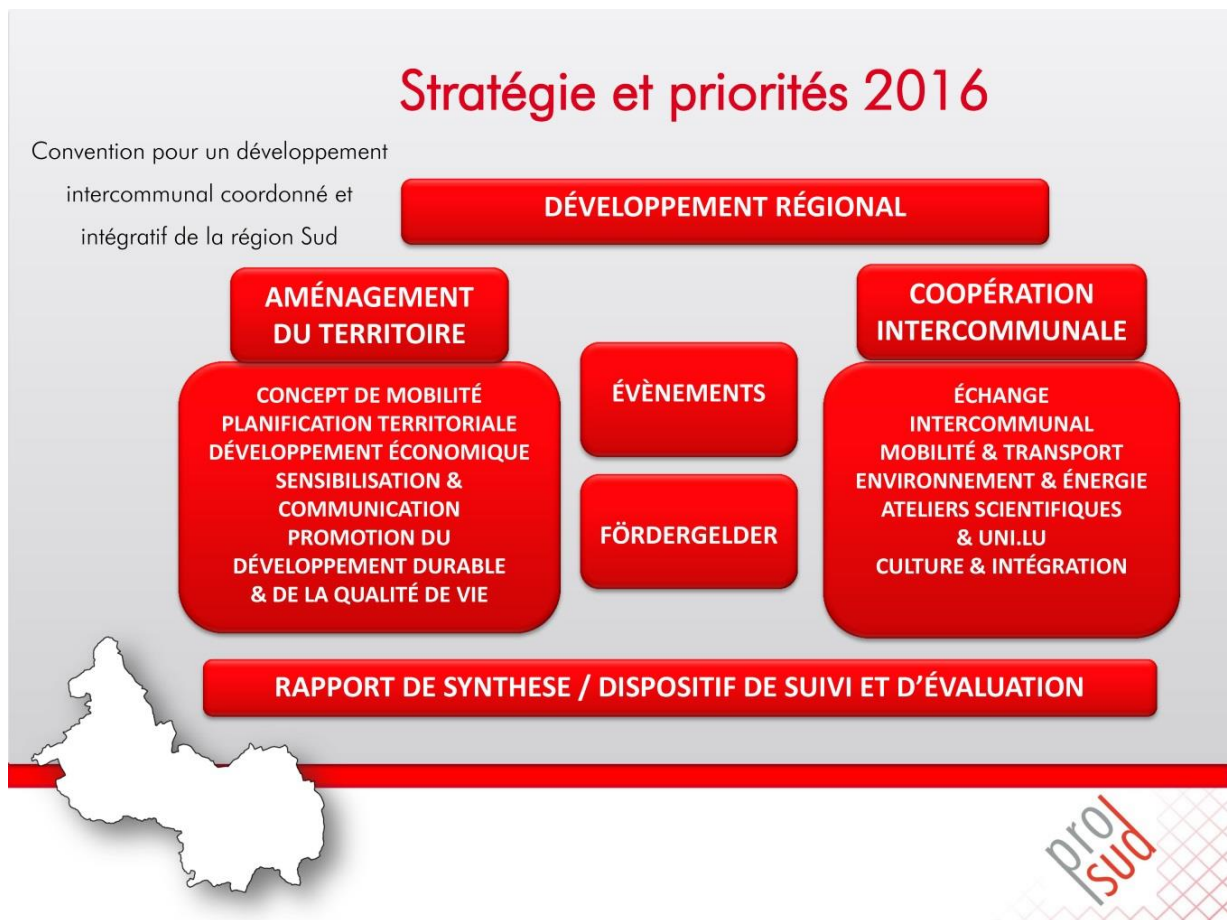 Stratégie et priorités 2016
Convention pour un développement
intercommunal coordonné et
intégratif de la région Sud
DÉVELOPPEMENT RÉGIONAL
AMÉNAGEMENT
DU TERRITOIRE
CONCEPT DE MOBILITÉ
PLANIFICATION TERRITORIALE
DÉVELOPPEMENT ÉCONOMIQUE
SENSIBILISATION &
COMMUNICATION
PROMOTION DU
DÉVELOPPEMENT DURABLE
& DE LA QUALITÉ DE VIE
ÉVÈNEMENTS
FÖRDERGELDER
COOPÉRATION
INTERCOMMUNALE
ÉCHANGE
INTERCOMMUNAL
MOBILITÉ & TRANSPORT
ENVIRONNEMENT & ÉNERGIE
ATELIERS SCIENTIFIQUES
& UNI.LU
CULTURE & INTÉGRATION
RAPPORT DE SYNTHESE / DISPOSITIF DE SUIVI ET D’ÉVALUATION
pro
sud